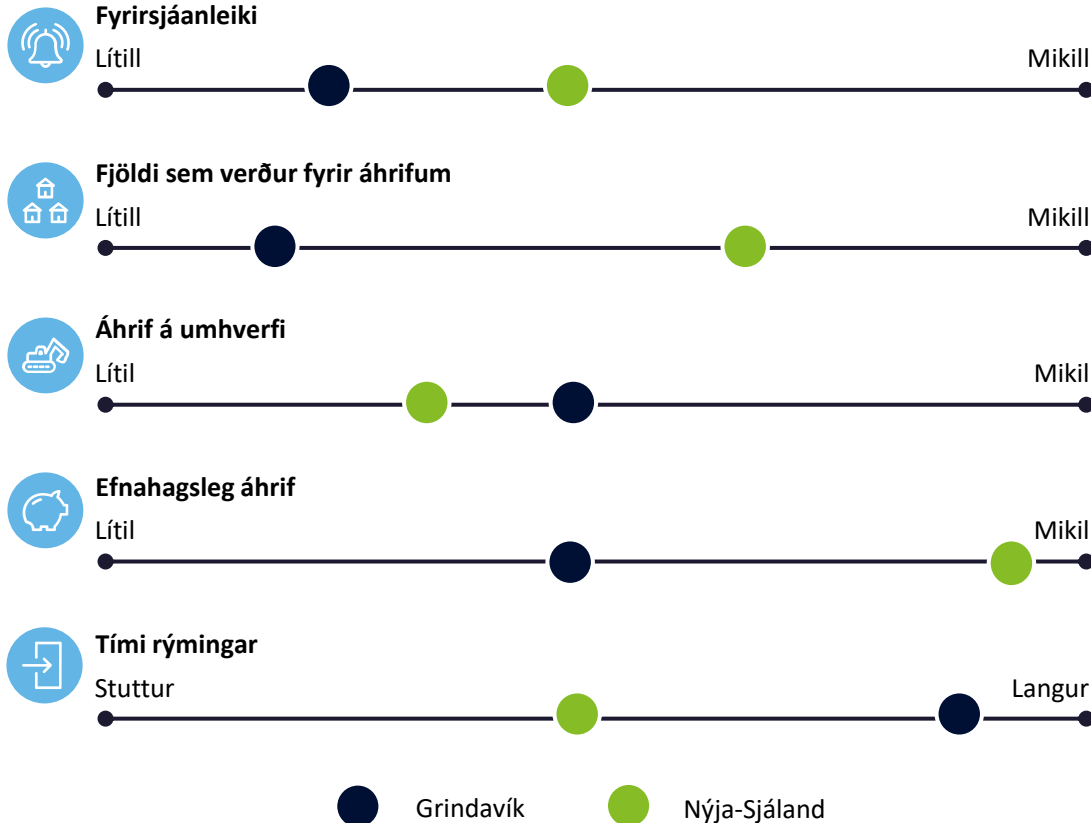 Fyrirsjáanleiki
Lítill Mikill
Fjöldi sem verður fyrir áhrifum
Lítill Mikill
Áhrif á umhverfi
Lítil Mikil
Efnahagsleg áhrif
Lítil Mikil
Tími rýmingar
Stuttur Langur
Grindavík Nýja-Sjáland